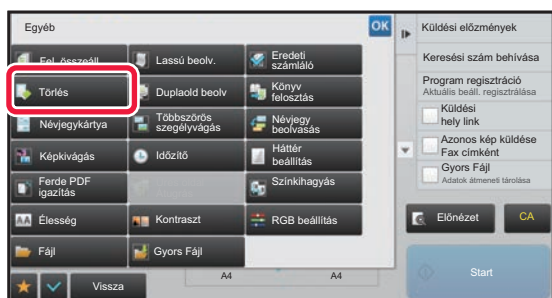 Egyéb
OK
Fel. összeáll
Lassú beolv.
Eredeti
számláló
Törlés
Duplaold beolv
Könyv
felosztás
Névjegykártya
Többszörös
szegélyvágás
Névjegy
beolvasás
Képkivágás
Időzítő
Háttér
beállítás
Ferde PDF
igazítás
Színkihagyás
Élesség
Kontraszt
RGB beállítás
Fájl
Gyors Fájl
Vissza
A4
A4
Küldési előzmények
Keresési szám behívása
Program regisztráció
Aktuális beáll. regisztrálása
Küldési
hely link
Azonos kép küldése
Fax címként
Gyors Fájl
Adatok átmeneti tárolása
Előnézet
CA
Start